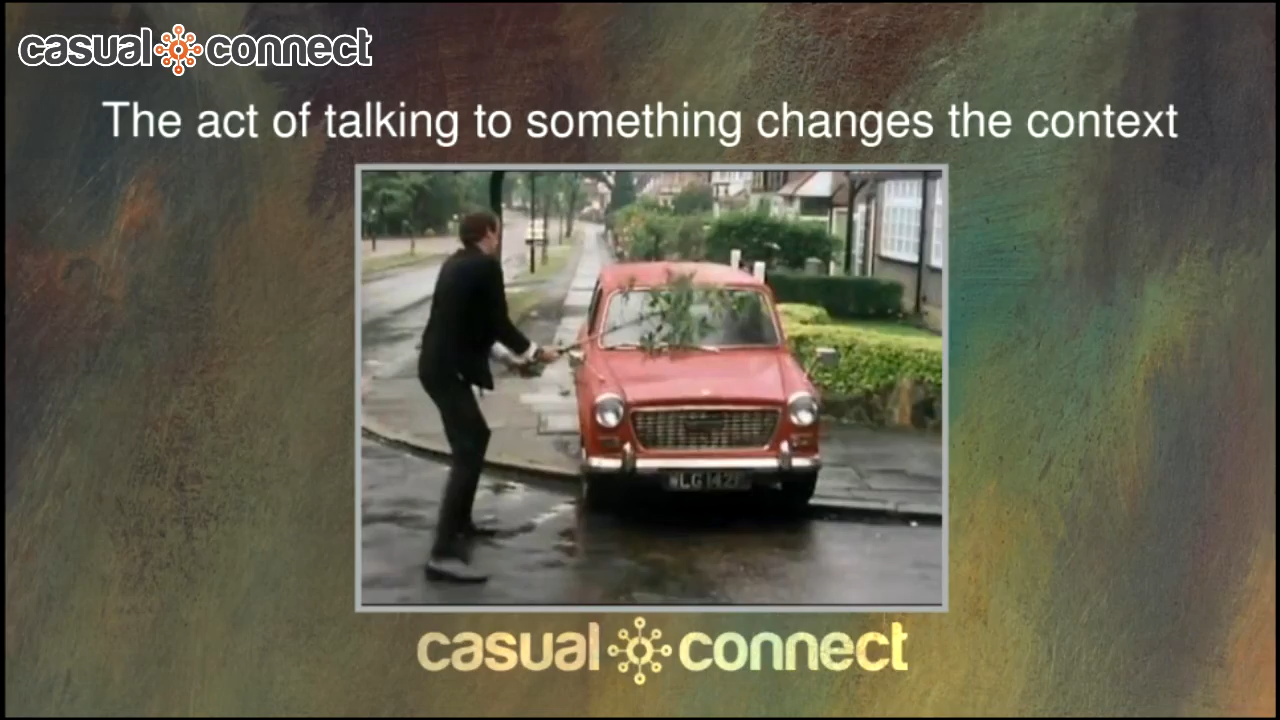 casual connect
The act of talking to something changes the context
casual connect